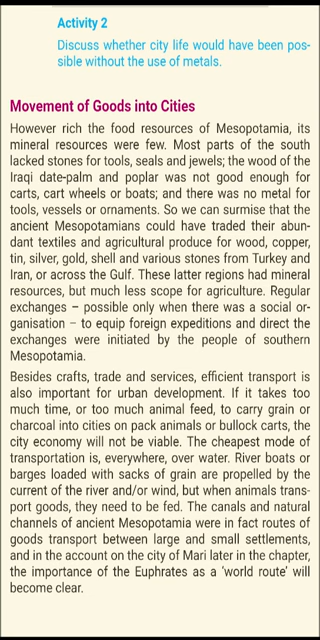 Activity 2
Discuss whether city life would have been pos-
sible without the use of metals.
Movement of Goods into Cities
However rich the food resources of Mesopotamia, its
mineral resources were few. Most parts of the south
lacked stones for tools, seals and jewels; the wood of the
Iraqi date-palm and poplar was not good enough for
carts, cart wheels or boats; and there was no metal for
tools, vessels or ornaments. So we can surmise that the
ancient Mesopotamians could have traded their abun-
dant textiles and agricultural produce for wood, copper,
tin, silver, gold, shell and various stones from Turkey and
Iran, or across the Gulf. These latter regions had mineral
resources, but much less scope for agriculture. Regular
exchanges – possible only when there was a social or-
ganisation – to equip foreign expeditions and direct the
exchanges were initiated by the people of southern
Mesopotamia.
Besides crafts, trade and services, efficient transport is
also important for urban development. If it takes too
much time, or too much animal feed, to carry grain or
charcoal into cities on pack animals or bullock carts, the
city economy will not be viable. The cheapest mode of
transportation is, everywhere, over water. River boats or
barges loaded with sacks of grain are propelled by the
current of the river and/or wind, but when animals trans-
port goods, they need to be fed. The canals and natural
channels of ancient Mesopotamia were in fact routes of
goods transport between large and small settlements,
and in the account on the city of Mari later in the chapter,
the importance of the Euphrates as a 'world route' will
become clear.